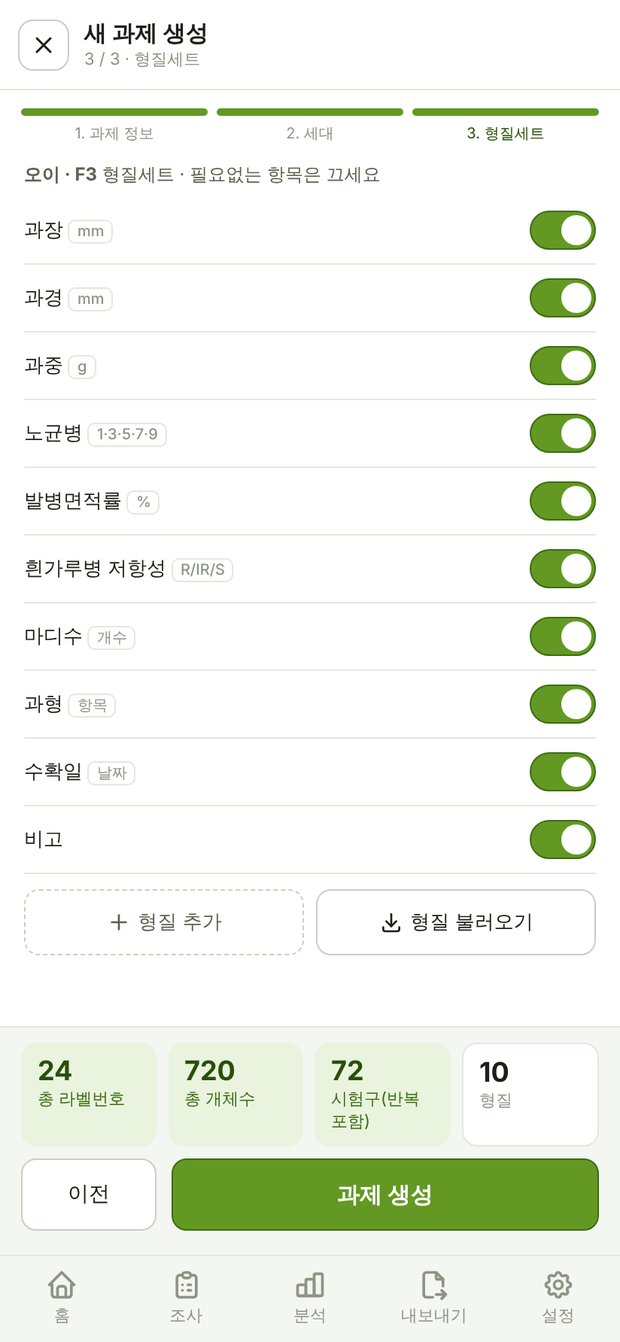 새 과제 생성
3 / 3 · 형질세트
1. 과제 정보
2. 세대
3. 형질세트
오이 · F3 형질세트 · 필요없는 항목은 끄세요
과장 mm
과경 mm
과중 g
노균병 1·3·5·7·9
발병면적률 %
흰가루병 저항성 R/IR/S
마디수 개수
과형 항목
수확일 날짜
비고
형질 추가
형질 불러오기
24
총 라벨번호
720
총 개체수
72
시험구(반복
포함)
10
형질
이전
과제 생성
홈
조사
분석
내보내기
설정